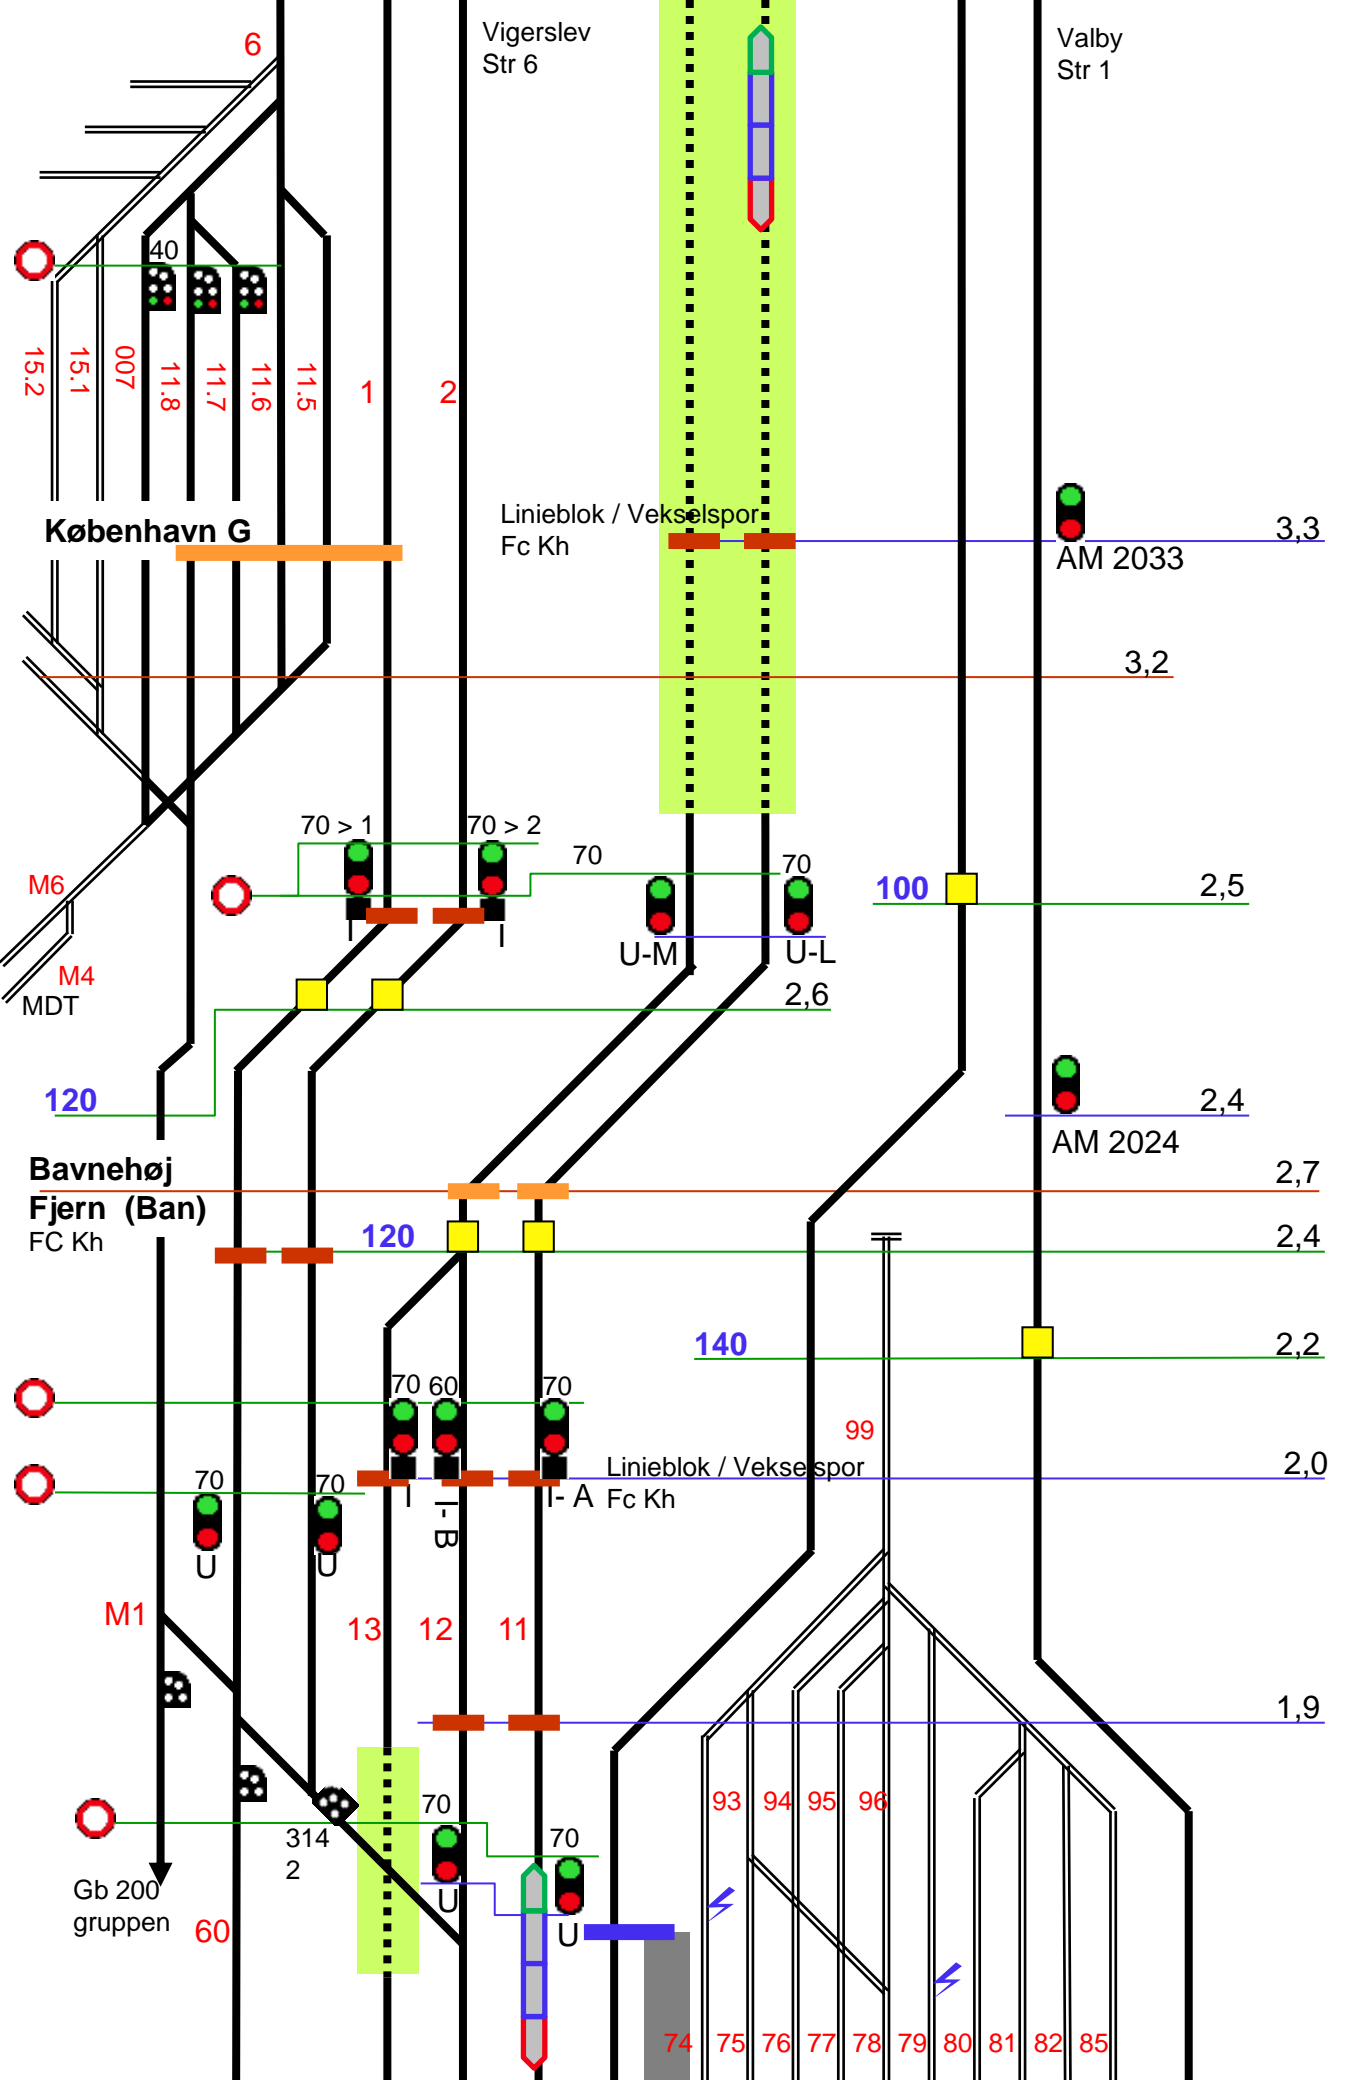 6
Vigerslev
Str 6
Valby
Str 1
40
15.2
15.1
007
11.8
11.7
11.6
11.5
1
2
København G
Linieblok / Vekselspor
Fc Kh
3,3
AM 2033
3,2
70 > 1
70 > 2
70
70
M6
100
2,5
I
I
U-M
U-L
M4
MDT
2,6
120
2,4
AM 2024
Bavnehøj
Fjern (Ban)
FC Kh
2,7
120
2,4
140
2,2
70
60
70
99
Linieblok / Vekselspor
Fc Kh
2,0
70
70
I
I- B
I- A
U
U
M1
13
12
11
1,9
93
94
95
96
70
314
2
70
Gb 200
gruppen
U
U
60
74
75
76
77
78
79
80
81
82
85